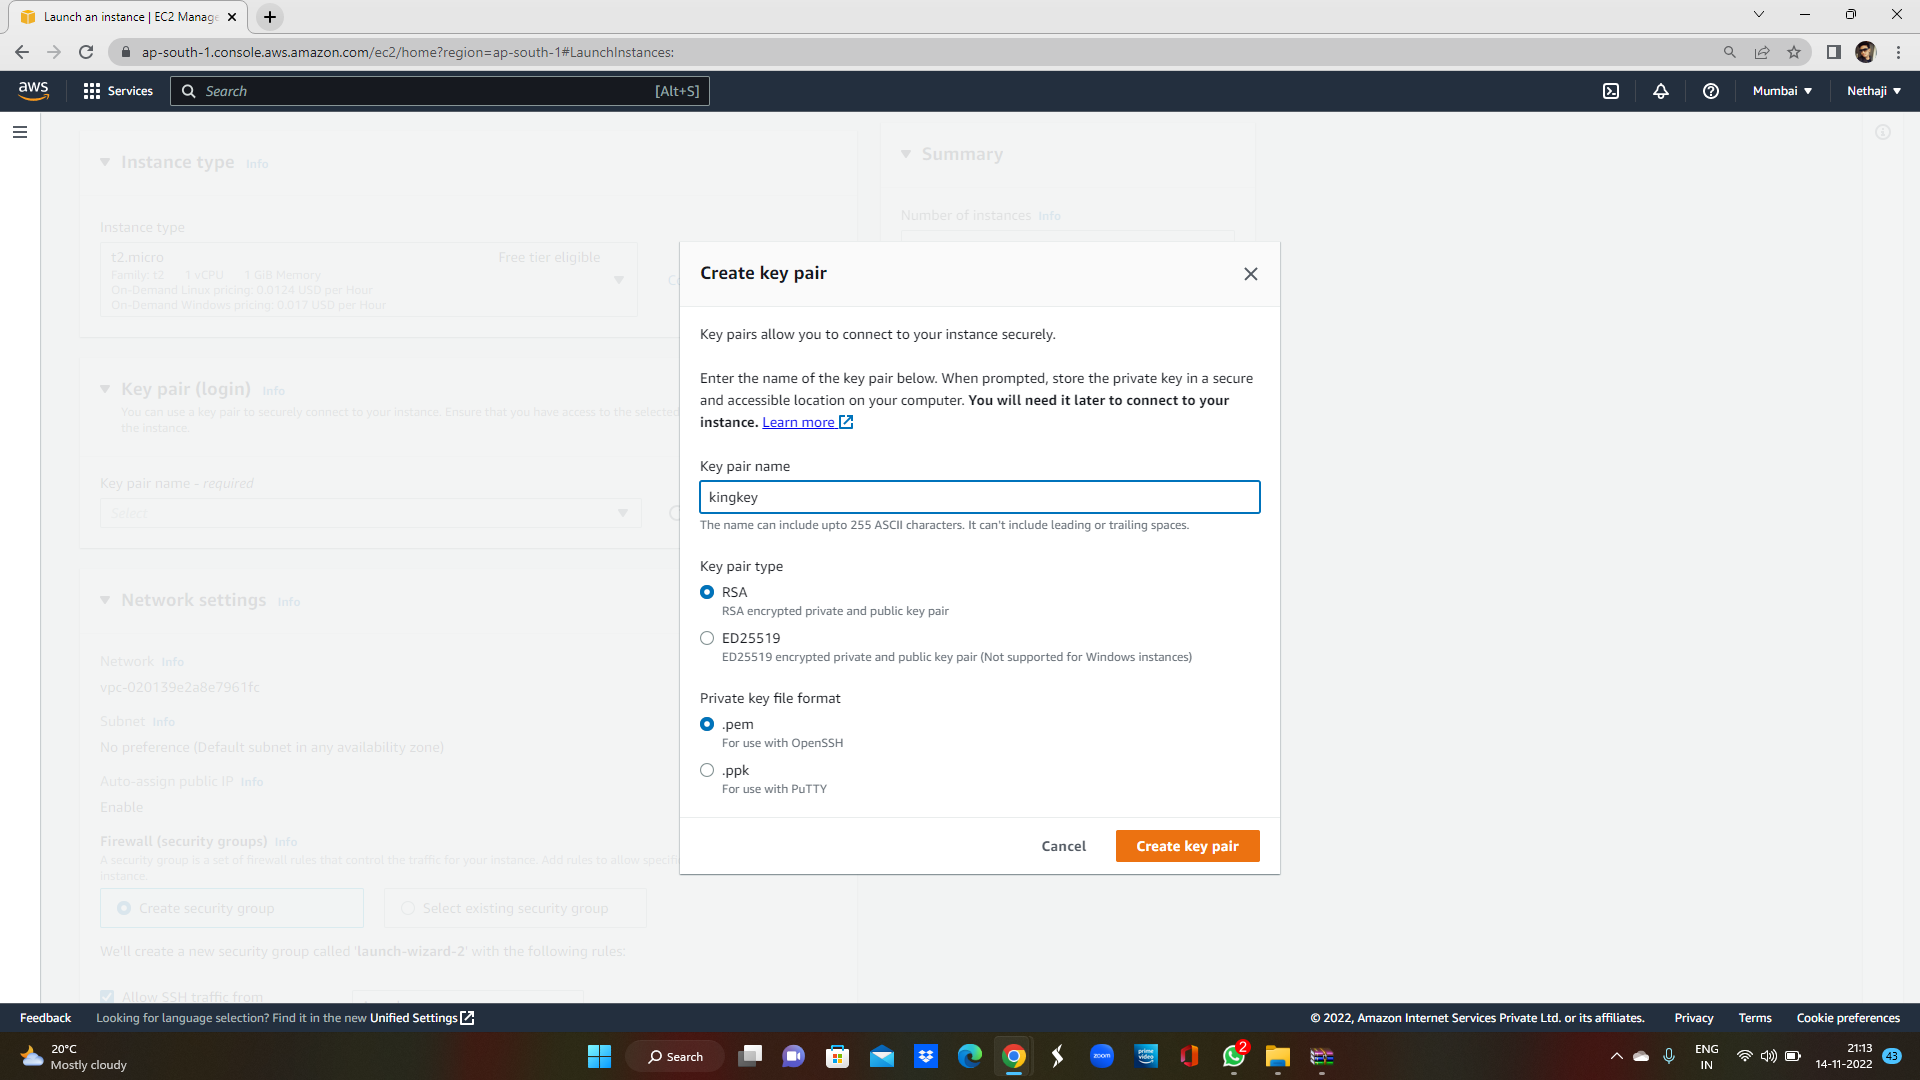 Launch an instance | EC2 Manage
ap-south-1.console.aws.amazon.com/ec2/home?region=ap-south-1#LaunchInstances:
aws
Services
Search
[Alt+S]
Mumbai
Nethaji
Instance type Info
Instance type
t2.micro
Free tier eligible
Family: t2 1 vCPU 1 GiB Memory
On-Demand Linux pricing: 0.0124 USD per Hour
On-Demand Windows pricing: 0.017 USD per Hour
Key pair (login) Info
You can use a key pair to securely connect to your instance. Ensure that you have access to the selected
the instance.
Key pair name - required
Select
Network settings Info
Network Info
vpc-020139e2a8e7961fc
Subnet Info
No preference (Default subnet in any availability zone)
Auto-assign public IP Info
Enable
Firewall (security groups) Info
A security group is a set of firewall rules that control the traffic for your instance. Add rules to allow specifi
instance.
Create security group
Select existing security group
We'll create a new security group called 'launch-wizard-2' with the following rules:
Allow SSH traffic from
Summary
Number of instances Info
Create key pair
Key pairs allow you to connect to your instance securely.
Enter the name of the key pair below. When prompted, store the private key in a secure
and accessible location on your computer. You will need it later to connect to your
instance. Learn more
Key pair name
kingkey
The name can include upto 255 ASCII characters. It can't include leading or trailing spaces.
Key pair type
RSA
RSA encrypted private and public key pair
ED25519
ED25519 encrypted private and public key pair (Not supported for Windows instances)
Private key file format
.pem
For use with OpenSSH
.ppk
For use with PuTTY
Cancel
Create key pair
Feedback
Looking for language selection? Find it in the new Unified Settings
© 2022, Amazon Internet Services Private Ltd. or its affiliates.
Privacy
Terms
Cookie preferences
20°C
Mostly cloudy
Search
zoom
prime
video
2
ENG
IN
21:13
14-11-2022
43